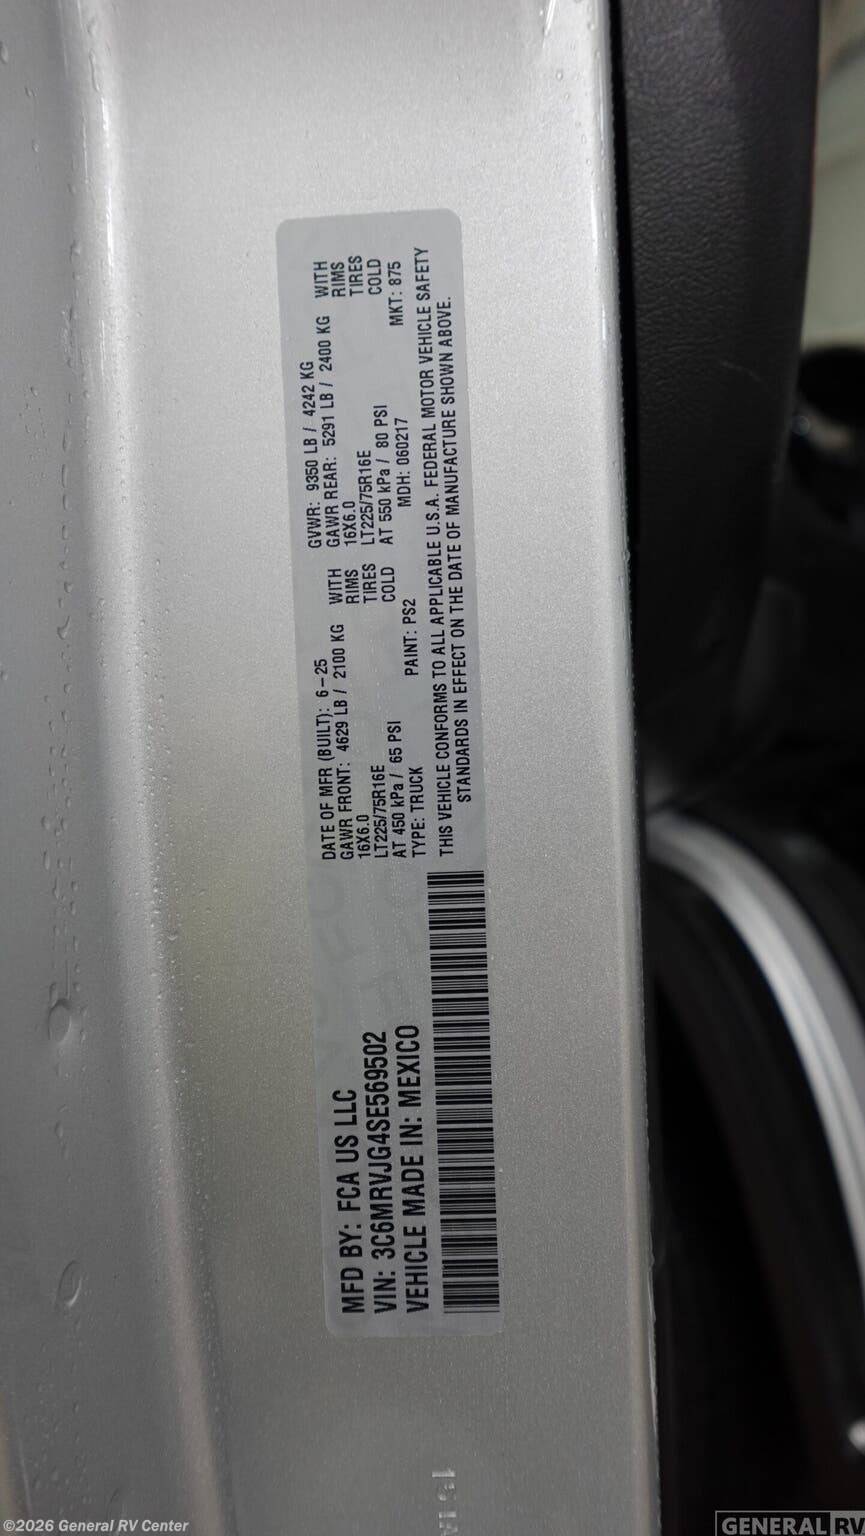 MFD BY: FCA US LLC
VIN: 3C6MRVJG4SE569502
VEHICLE MADE IN: MEXICO
DATE OF MFR (BUILT): 6-25 GVWR: 9350 LB / 4242 KG
GAWR FRONT: 4629 LB / 2100 KG WITH GAWR REAR: 5291 LB / 2400 KG WITH
16X6.0 RIMS 16X6.0 RIMS
LT225/75R16E TIRES LT225/75R16E TIRES
AT 450 kPa / 65 PSI COLD AT 550 kPa / 80 PSI COLD
TYPE: TRUCK PAINT: PS2 MDH: 060217 MKT: 875
THIS VEHICLE CONFORMS TO ALL APPLICABLE U.S.A. FEDERAL MOTOR VEHICLE SAFETY
STANDARDS IN EFFECT ON THE DATE OF MANUFACTURE SHOWN ABOVE.
©2026 General RV Center
GENERAL RV